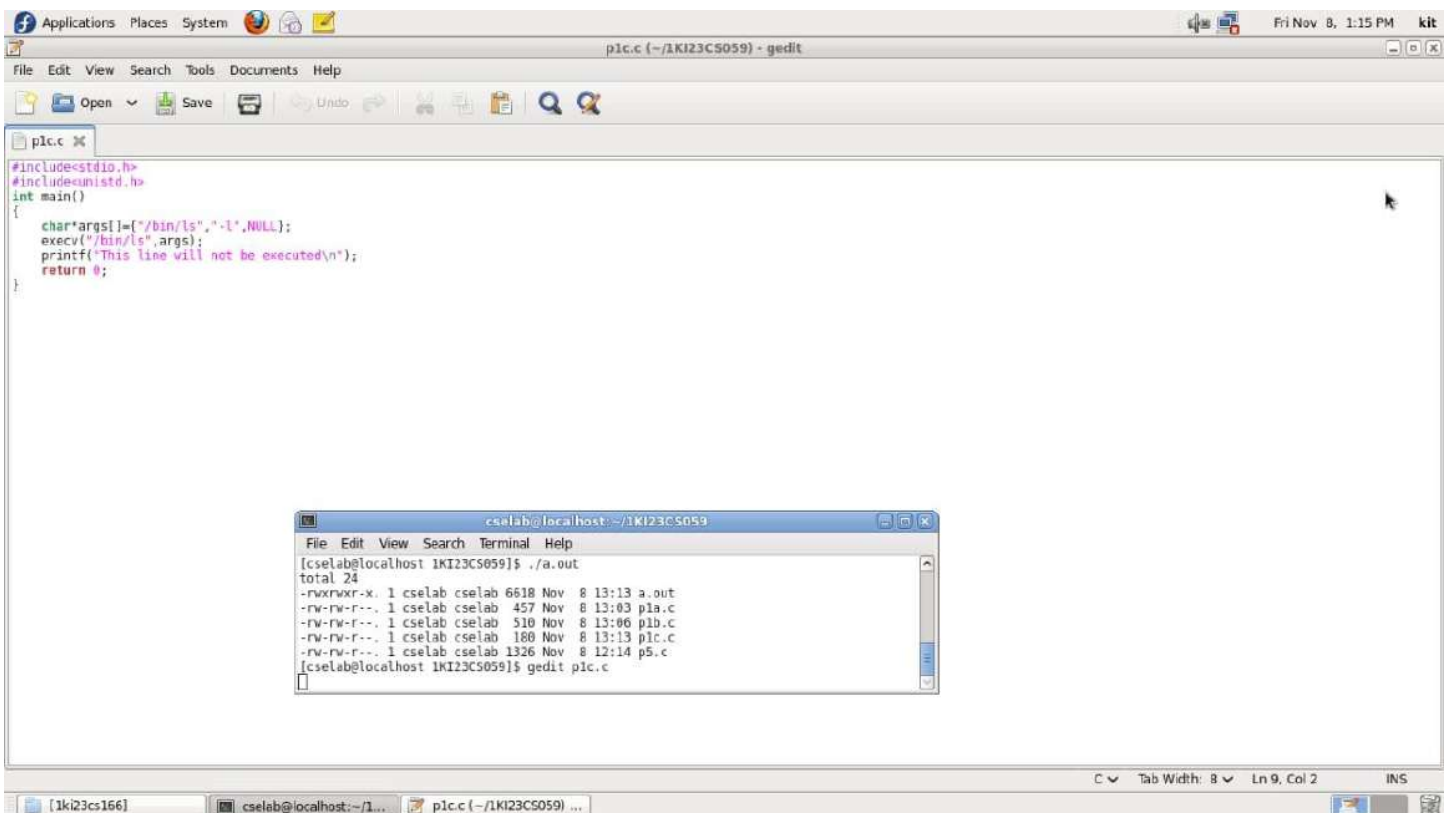 Applications Places System Fri Nov 8, 1:15 PM kit
p1c.c (~/1KI23CS059) - gedit
File Edit View Search Tools Documents Help
Open Save Undo
p1c.c
#include<stdio.h>
#include<unistd.h>
int main()
{
    char*args[]={"/bin/ls","-l",NULL};
    execv("/bin/ls",args);
    printf("This line will not be executed\n");
    return 0;
}
cselab@localhost:~/1KI23CS059
File Edit View Search Terminal Help
[cselab@localhost 1KI23CS059]$ ./a.out
total 24
-rwxrwxr-x. 1 cselab cselab 6618 Nov  8 13:13 a.out
-rw-rw-r--. 1 cselab cselab  457 Nov  8 13:03 p1a.c
-rw-rw-r--. 1 cselab cselab  510 Nov  8 13:06 p1b.c
-rw-rw-r--. 1 cselab cselab  180 Nov  8 13:13 p1c.c
-rw-rw-r--. 1 cselab cselab 1326 Nov  8 12:14 p5.c
[cselab@localhost 1KI23CS059]$ gedit p1c.c
C Tab Width: 8 Ln 9, Col 2 INS
[1ki23cs166] cselab@localhost:~/1... p1c.c (~/1KI23CS059) ...